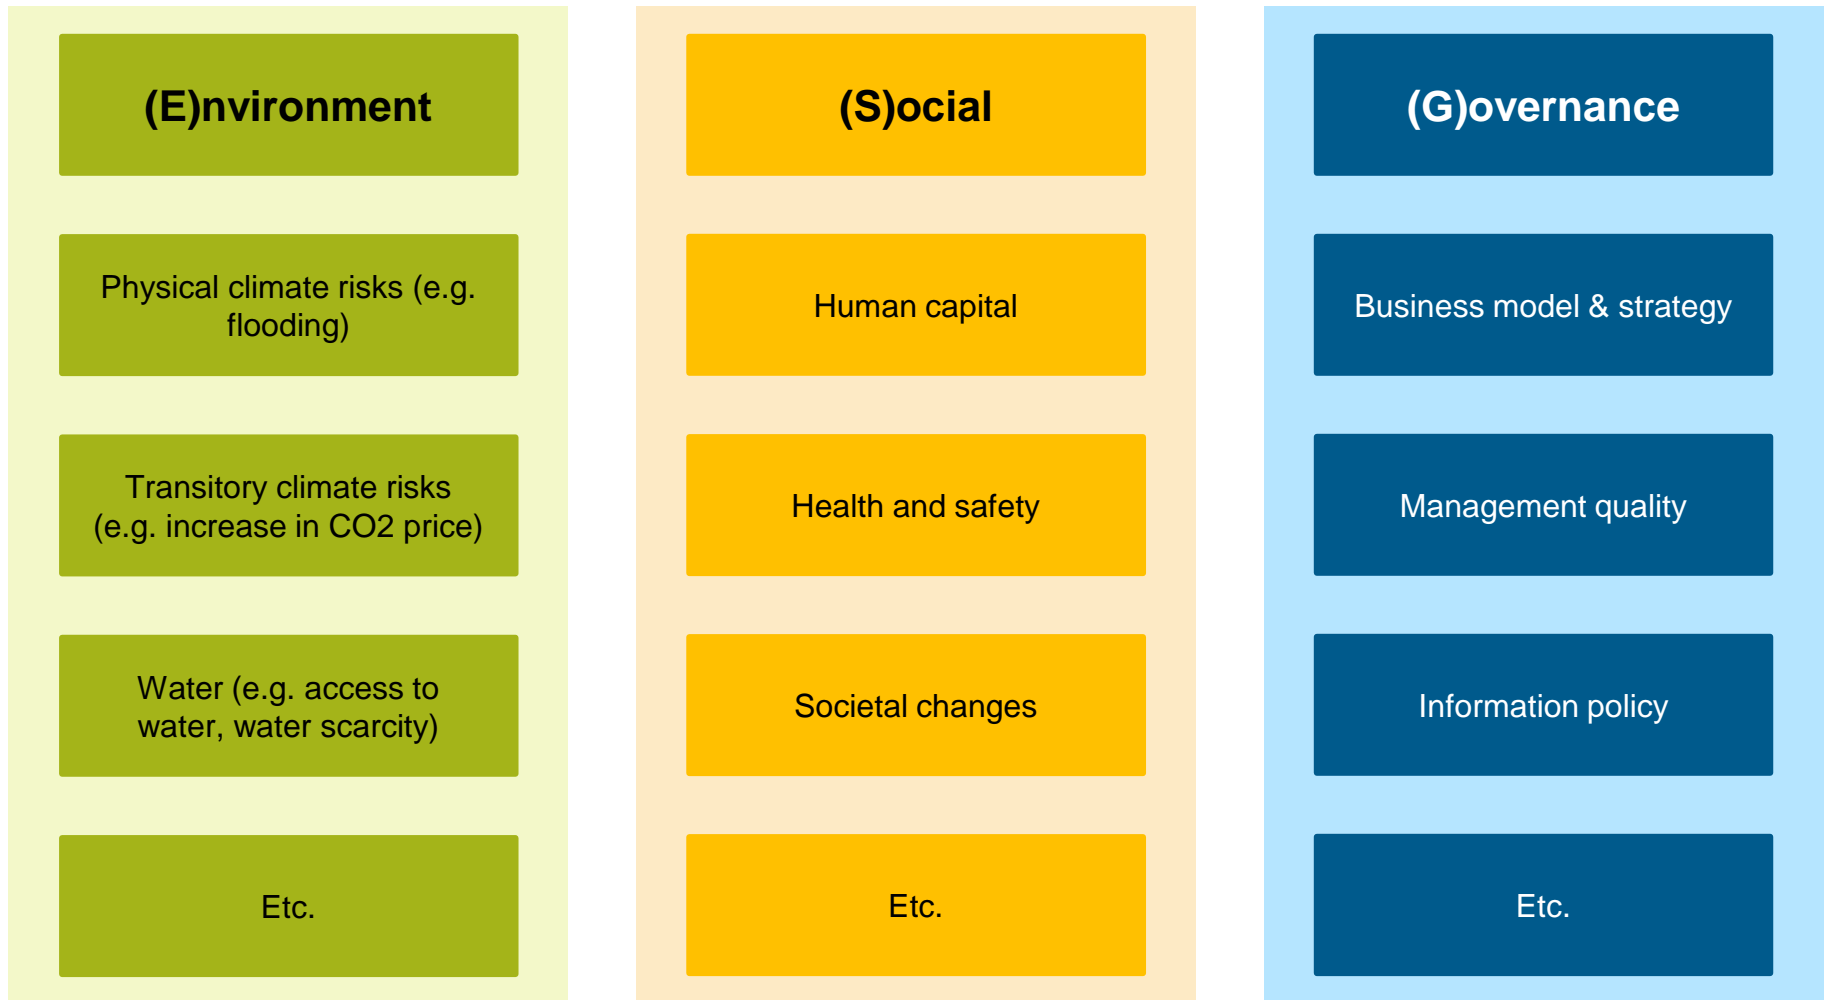 (E)nvironment
Physical climate risks (e.g.
flooding)
Transitory climate risks
(e.g. increase in CO2 price)
Water (e.g. access to
water, water scarcity)
Etc.
(S)ocial
Human capital
Health and safety
Societal changes
Etc.
(G)overnance
Business model & strategy
Management quality
Information policy
Etc.